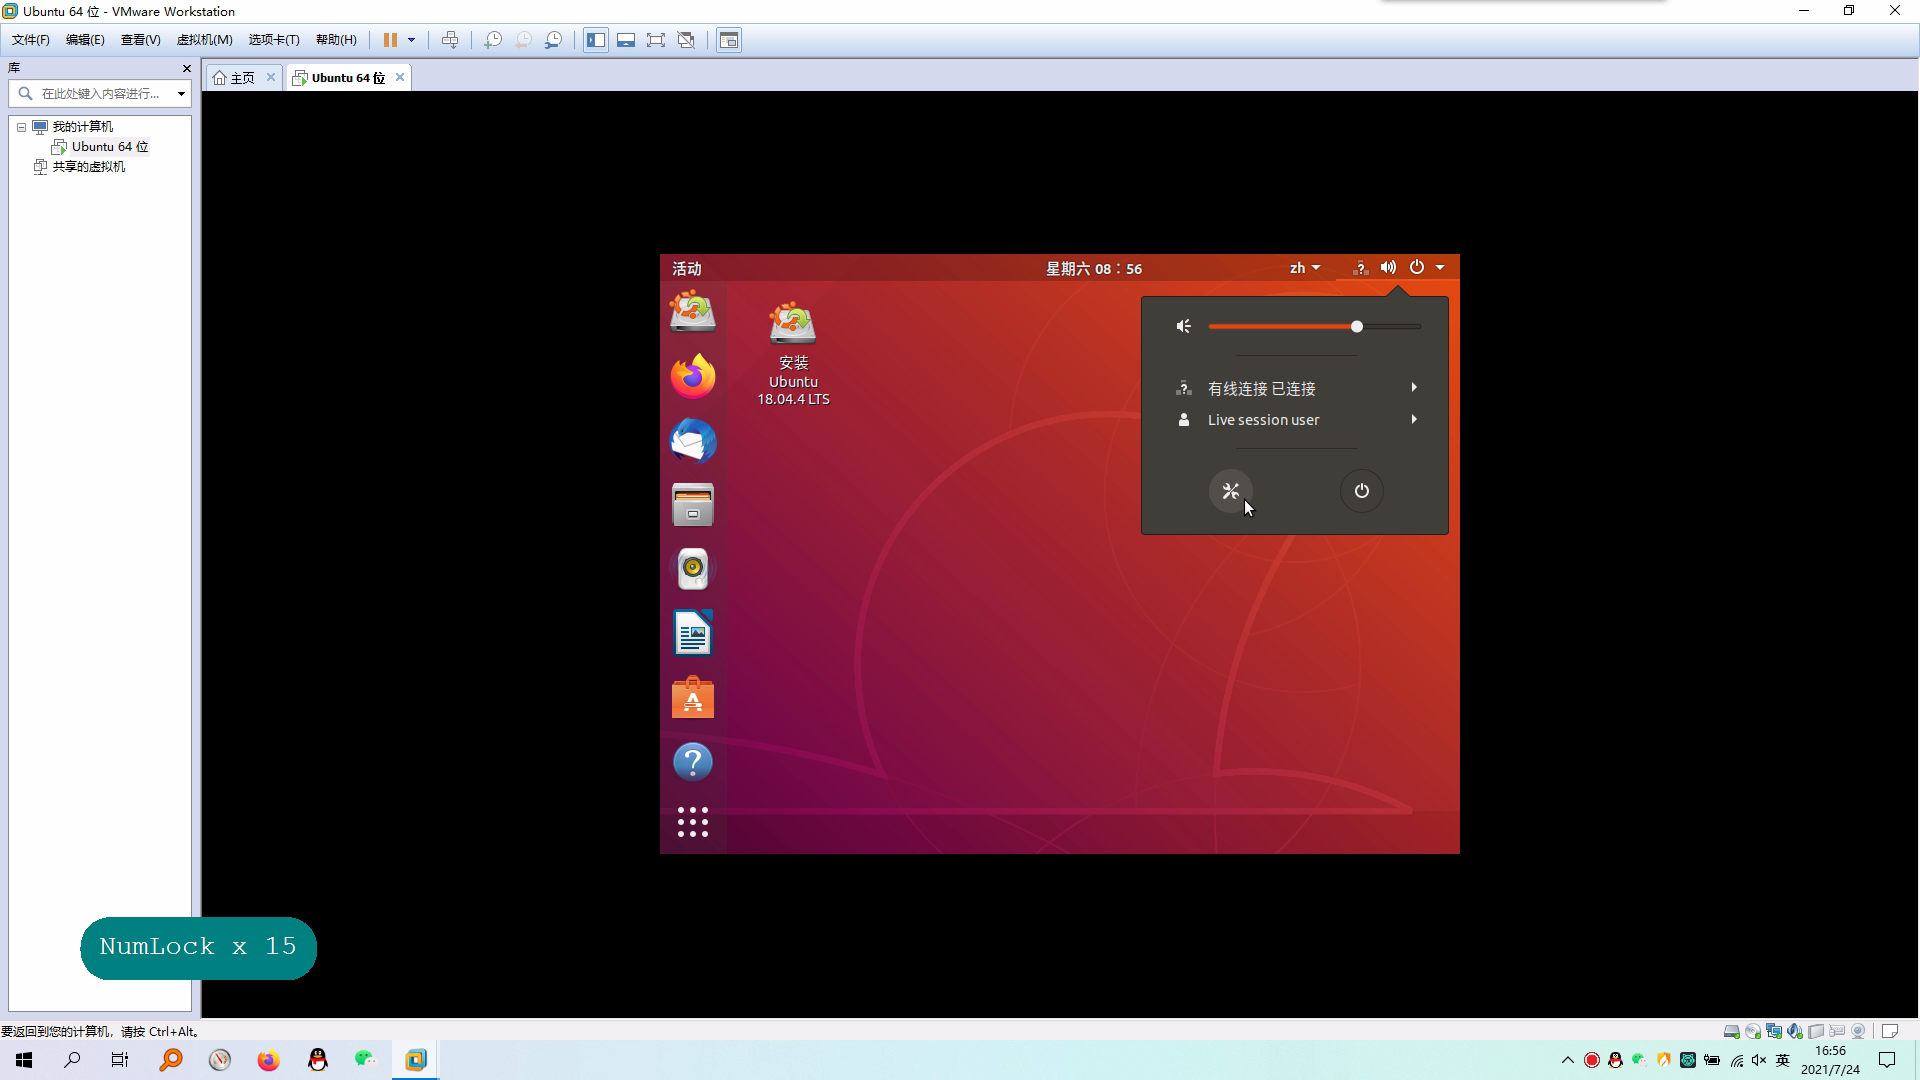 Ubuntu 64 位 - VMware Workstation
文件(F) 编辑(E) 查看(V) 虚拟机(M) 选项卡(T) 帮助(H)
库
主页
Ubuntu 64 位
在此处键入内容进行...
我的计算机
Ubuntu 64 位
共享的虚拟机
活动
星期六 08：56
zh
安装
Ubuntu
18.04.4 LTS
有线连接 已连接
Live session user
NumLock x 15
要返回到您的计算机，请按 Ctrl+Alt。
英
16:56
2021/7/24